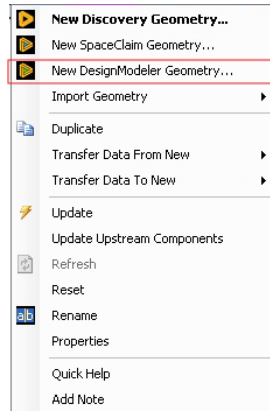 New Discovery Geometry...
New SpaceClaim Geometry...
New DesignModeler Geometry...
Import Geometry
Duplicate
Transfer Data From New
Transfer Data To New
Update
Update Upstream Components
Refresh
Reset
a|b Rename
Properties
Quick Help
Add Note